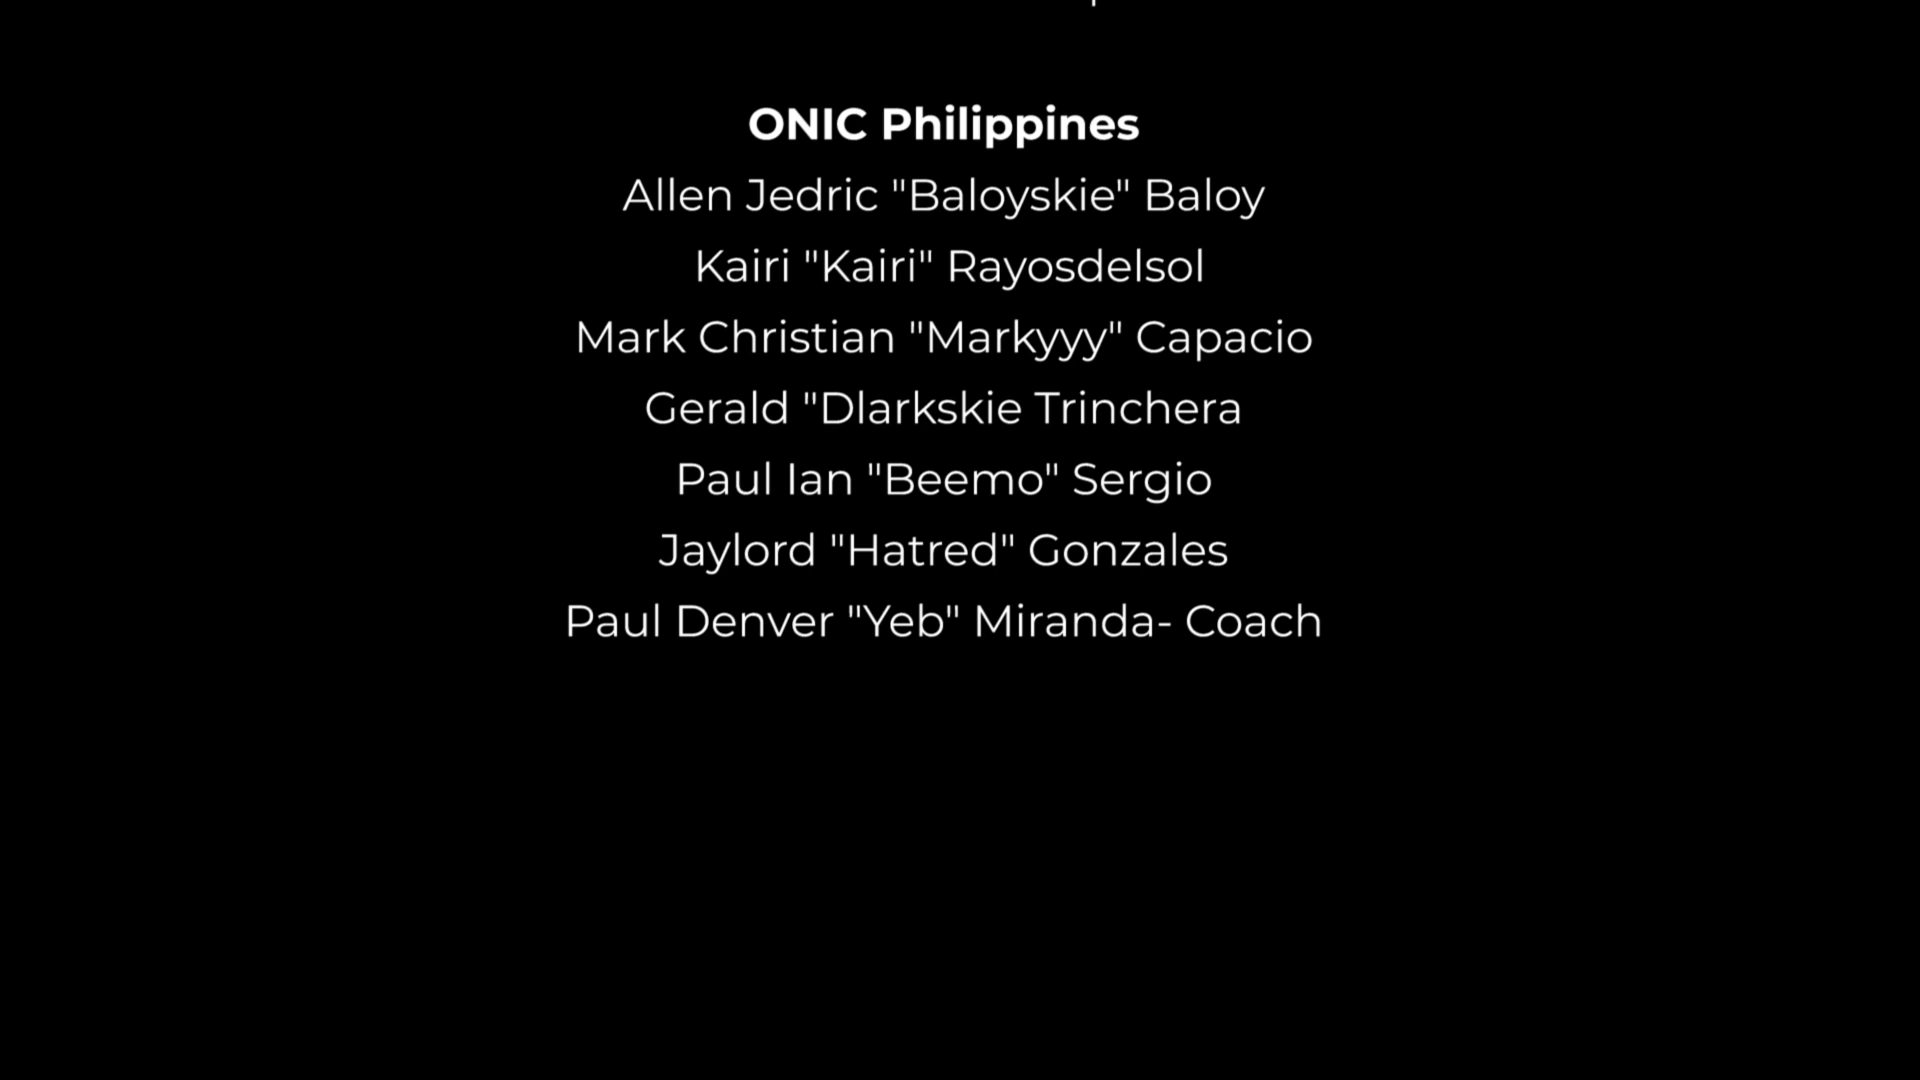 ONIC Philippines
Allen Jedric "Baloyskie" Baloy
Kairi "Kairi" Rayosdelsol
Mark Christian "Markyyy" Capacio
Gerald "Dlarkskie Trinchera
Paul Ian "Beemo" Sergio
Jaylord "Hatred" Gonzales
Paul Denver "Yeb" Miranda- Coach